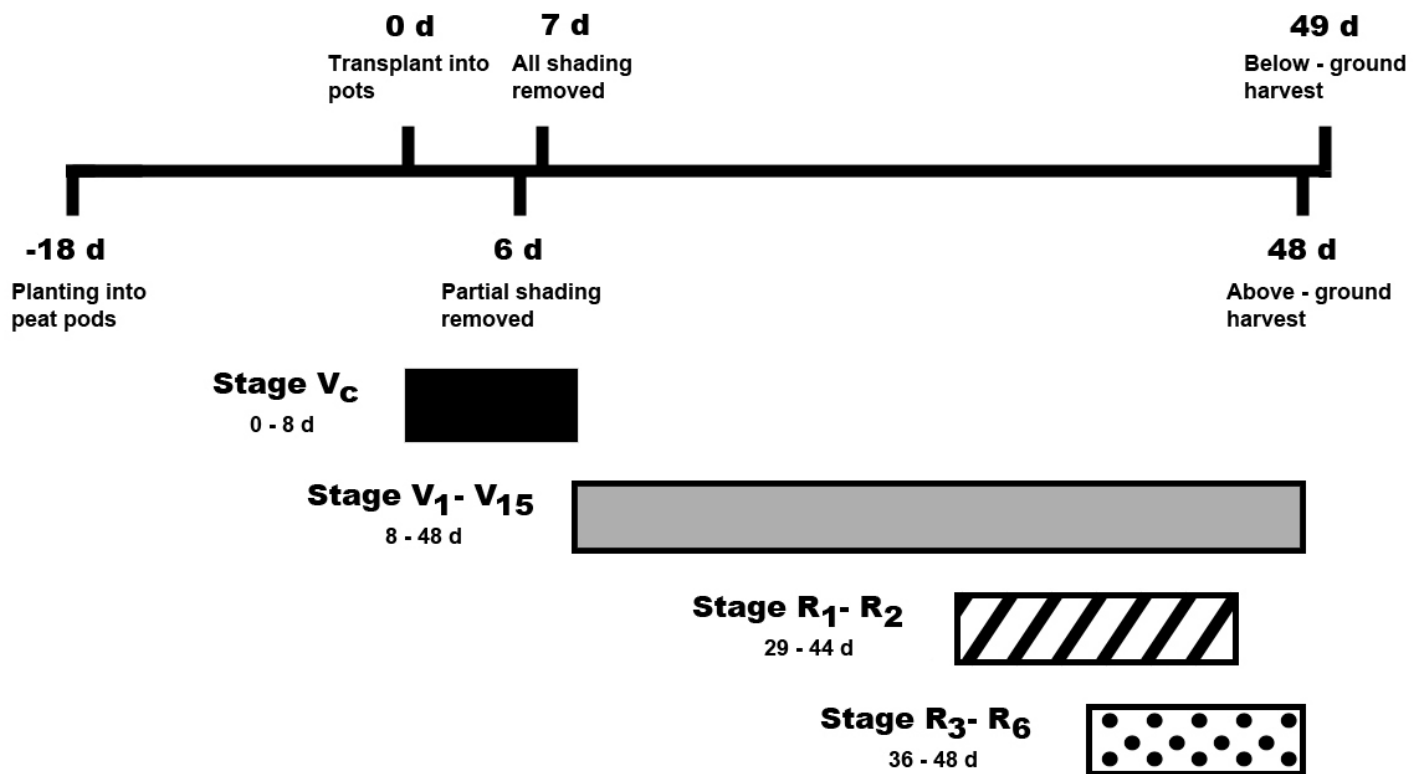 0 d
Transplant into
pots
7 d
All shading
removed
49 d
Below - ground
harvest
-18 d
Planting into
peat pods
6 d
Partial shading
removed
48 d
Above - ground
harvest
Stage Vc
0 - 8 d
Stage V1- V15
8 - 48 d
Stage R1- R2
29 - 44 d
Stage R3- R6
36 - 48 d